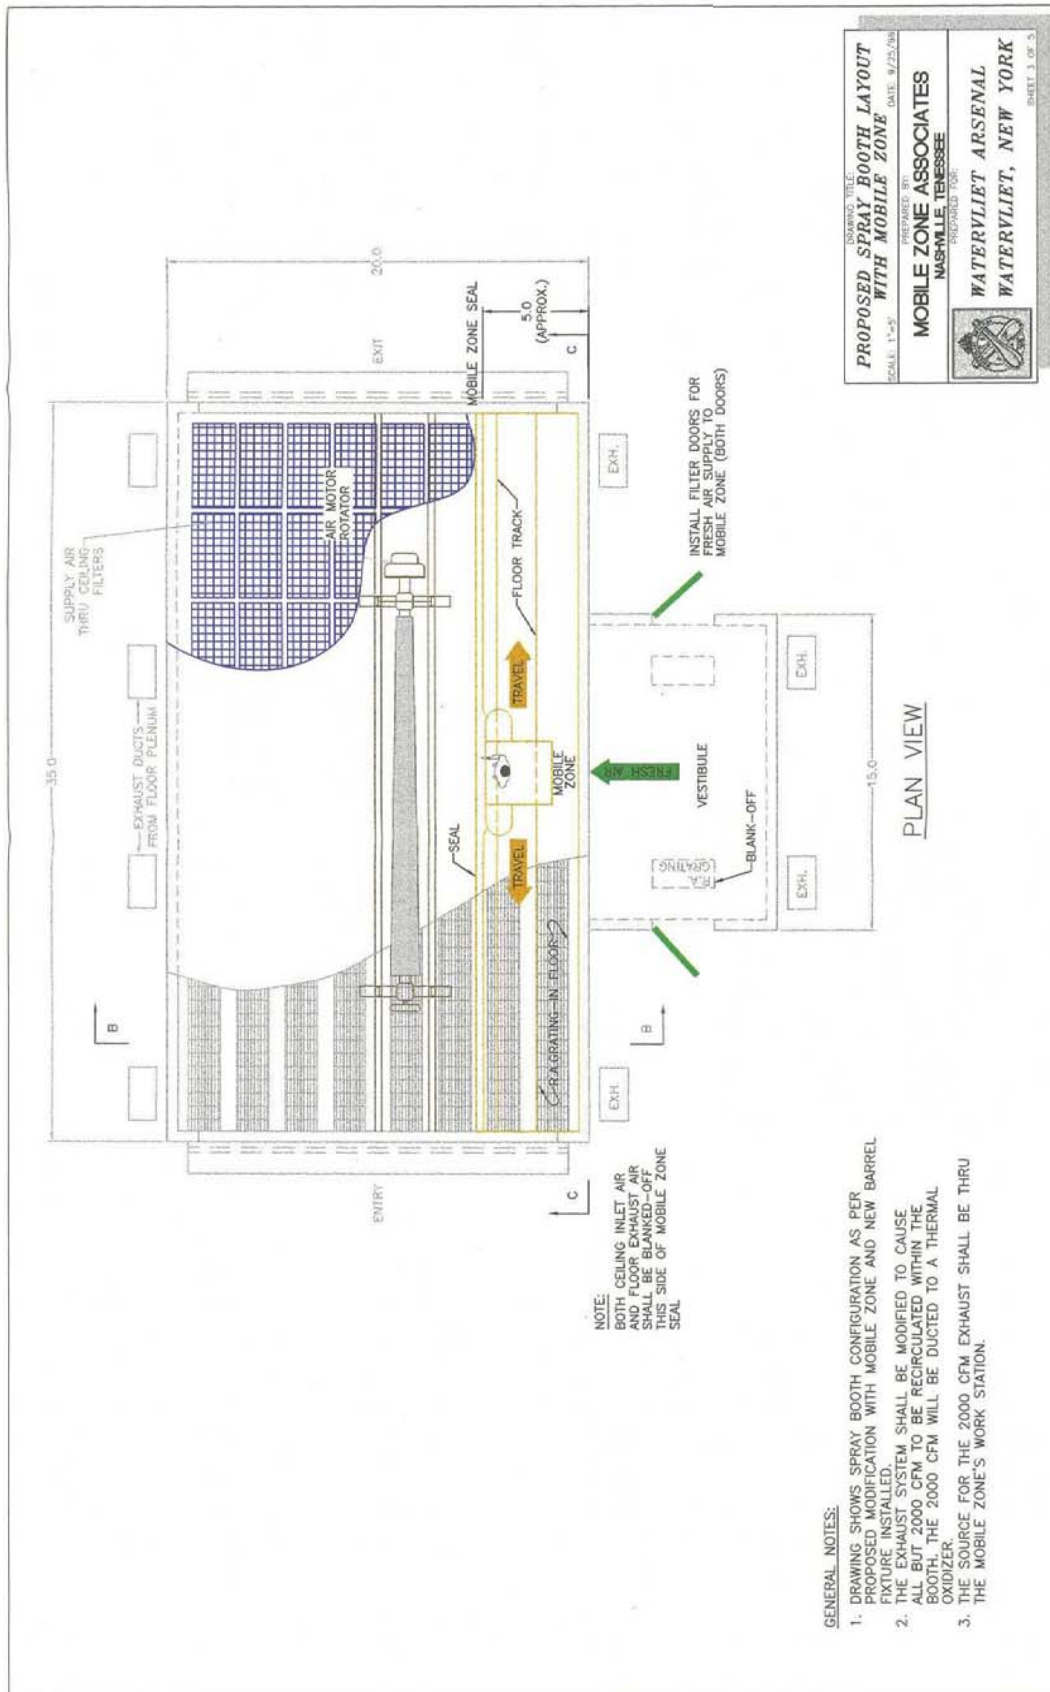 SUPPLY AIR
THRU CEILING
FILTERS
EXHAUST DUCTS
FROM FLOOR PLENUM
35.0
20.0
B
ENTRY
EXIT
AIR MOTOR
ROTATOR
MOBILE ZONE SEAL
5.0
(APPROX.)
C
C
SEAL
FLOOR TRACK
TRAVEL
TRAVEL
MOBILE
ZONE
R.A.GRATING-IN FLOOR
EXH.
EXH.
B
FRESH AIR
VESTIBULE
R.A.
GRATING
BLANK-OFF
EXH.
EXH.
15.0
INSTALL FILTER DOORS FOR
FRESH AIR SUPPLY TO
MOBILE ZONE (BOTH DOORS)
NOTE:
BOTH CEILING INLET AIR
AND FLOOR EXHAUST AIR
SHALL BE BLANKED-OFF
THIS SIDE OF MOBILE ZONE
SEAL
PLAN VIEW
GENERAL NOTES:
1. DRAWING SHOWS SPRAY BOOTH CONFIGURATION AS PER
PROPOSED MODIFICATION WITH MOBILE ZONE AND NEW BARREL
FIXTURE INSTALLED.
2. THE EXHAUST SYSTEM SHALL BE MODIFIED TO CAUSE
ALL BUT 2000 CFM TO BE RECIRCULATED WITHIN THE
BOOTH. THE 2000 CFM WILL BE DUCTED TO A THERMAL
OXIDIZER.
3. THE SOURCE FOR THE 2000 CFM EXHAUST SHALL BE THRU
THE MOBILE ZONE'S WORK STATION.
DRAWING TITLE:
PROPOSED SPRAY BOOTH LAYOUT
WITH MOBILE ZONE
SCALE: 1"=5'
DATE: 9/25/98
PREPARED BY:
MOBILE ZONE ASSOCIATES
NASHVILLE, TENESSEE
PREPARED FOR:
WATERVLIET ARSENAL
WATERVLIET, NEW YORK
SHEET 3 OF 5